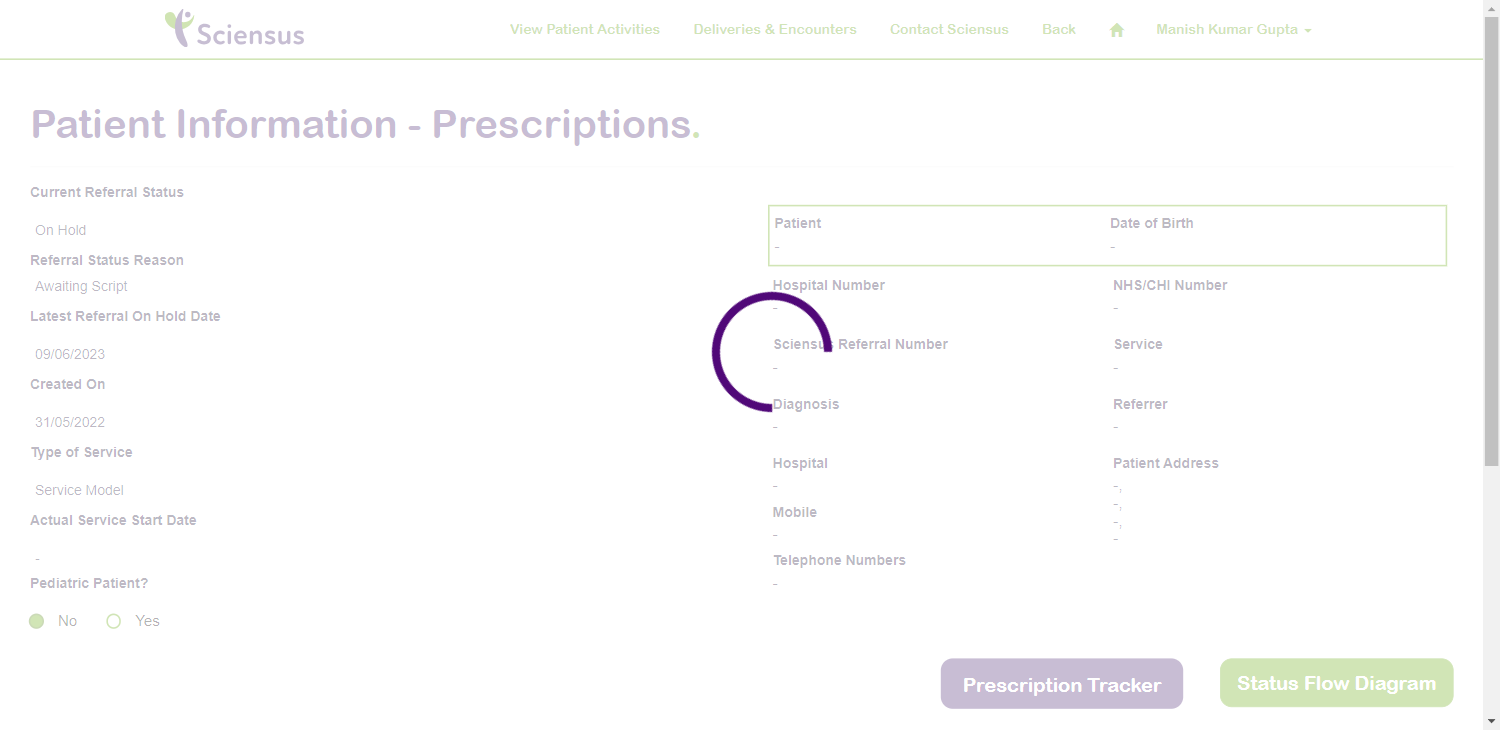 Sciensus
View Patient Activities Deliveries & Encounters Contact Sciensus Back Manish Kumar Gupta
Patient Information - Prescriptions.
Current Referral Status
On Hold
Referral Status Reason
Awaiting Script
Latest Referral On Hold Date
09/06/2023
Created On
31/05/2022
Type of Service
Service Model
Actual Service Start Date
-
Pediatric Patient?
No Yes
Patient Date of Birth
- -
Hospital Number NHS/CHI Number
- -
Sciensus Referral Number Service
- -
Diagnosis Referrer
- -
Hospital Patient Address
- -,
-,
Mobile -,
- -
Telephone Numbers
-
Prescription Tracker Status Flow Diagram